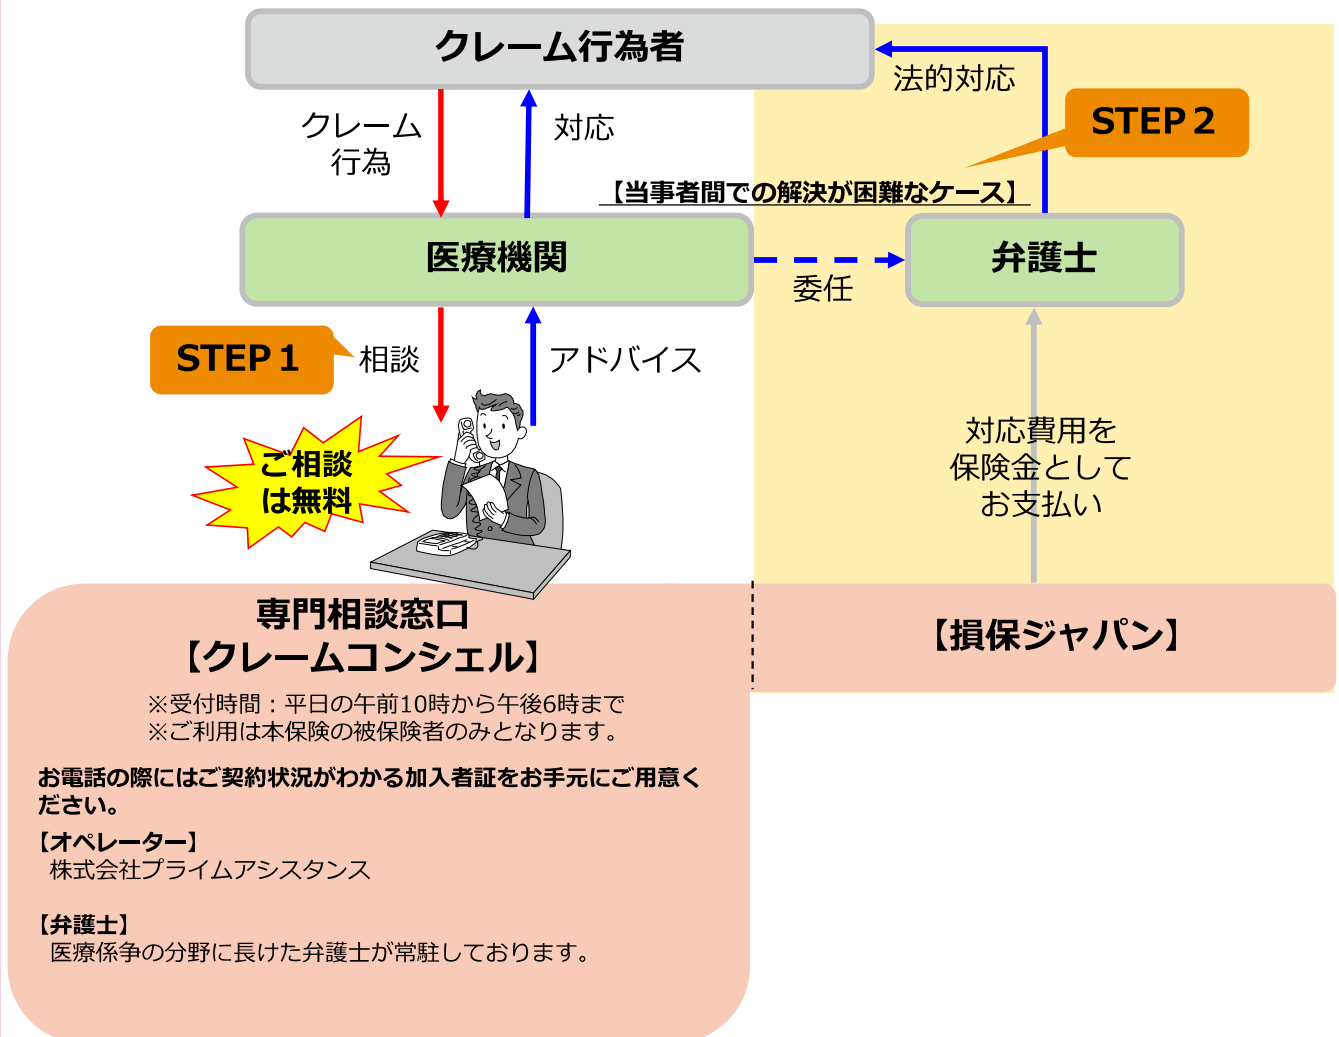 クレーム行為者
法的対応
STEP２
クレーム
行為
対応
【当事者間での解決が困難なケース】
医療機関
弁護士
委任
STEP１
相談
アドバイス
ご相談
は無料
対応費用を
保険金として
お支払い
専門相談窓口
【クレームコンシェル】
【損保ジャパン】
※受付時間：平日の午前10時から午後6時まで
※ご利用は本保険の被保険者のみとなります。
お電話の際にはご契約状況がわかる加入者証をお手元にご用意く
ださい。
【オペレーター】
株式会社プライムアシスタンス
【弁護士】
医療係争の分野に長けた弁護士が常駐しております。